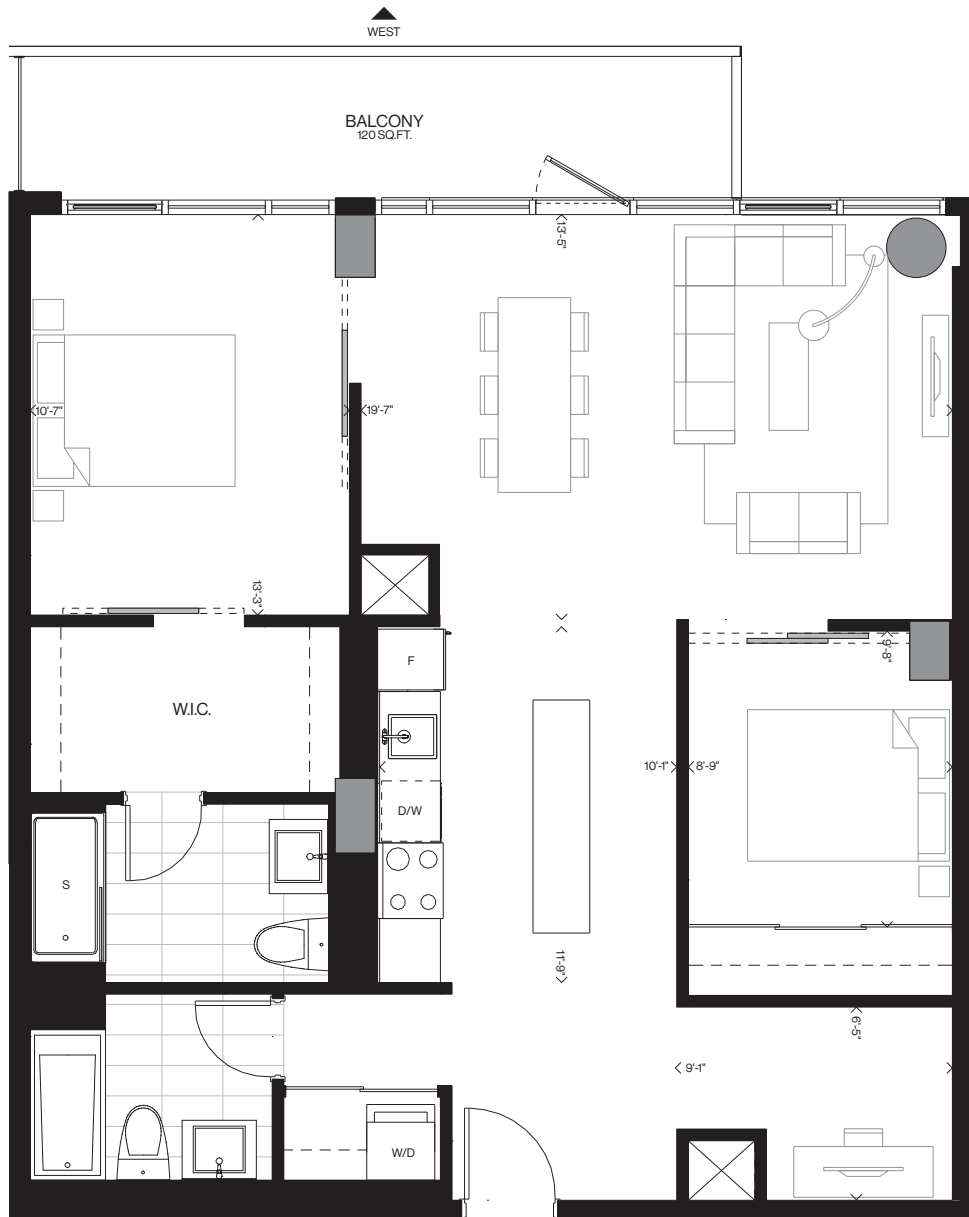 WEST
BALCONY
120 SQ.FT.
13'-5"
10'-7"
19'-7"
13'-3"
F
9'-8"
W.I.C.
10'-1"
8'-9"
D/W
S
11'-9"
6'-5"
9'-1"
W/D